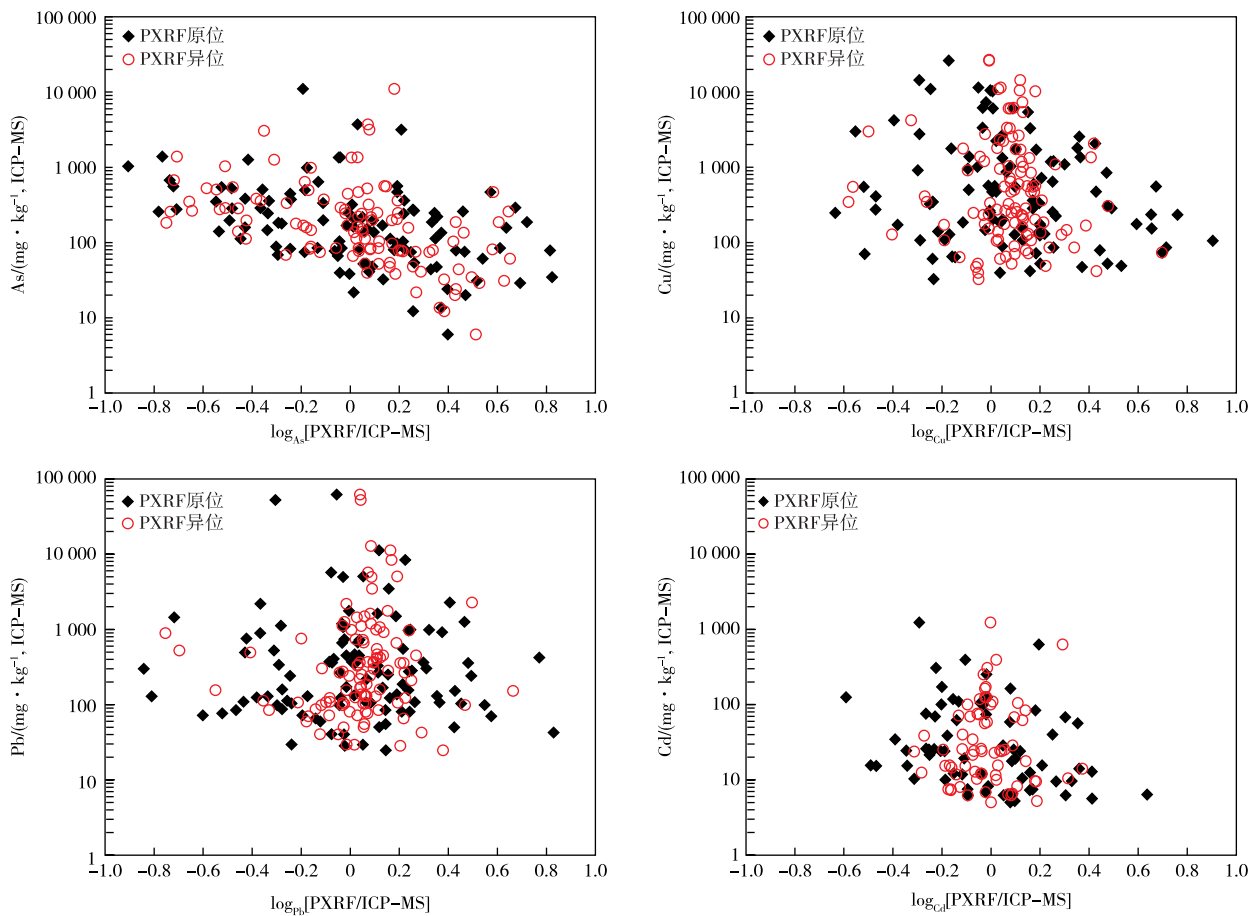 100 000
10 000
1 000
100
10
1
As/(mg · kg⁻¹, ICP-MS)
PXRF原位
PXRF异位
-1.0 -0.8 -0.6 -0.4 -0.2 0 0.2 0.4 0.6 0.8 1.0
log_As[PXRF/ICP-MS]
100 000
10 000
1 000
100
10
1
Cu/(mg · kg⁻¹, ICP-MS)
PXRF原位
PXRF异位
-1.0 -0.8 -0.6 -0.4 -0.2 0 0.2 0.4 0.6 0.8 1.0
log_Cu[PXRF/ICP-MS]
100 000
10 000
1 000
100
10
1
Pb/(mg · kg⁻¹, ICP-MS)
PXRF原位
PXRF异位
-1.0 -0.8 -0.6 -0.4 -0.2 0 0.2 0.4 0.6 0.8 1.0
log_Pb[PXRF/ICP-MS]
100 000
10 000
1 000
100
10
1
Cd/(mg · kg⁻¹, ICP-MS)
PXRF原位
PXRF异位
-1.0 -0.8 -0.6 -0.4 -0.2 0 0.2 0.4 0.6 0.8 1.0
log_Cd[PXRF/ICP-MS]